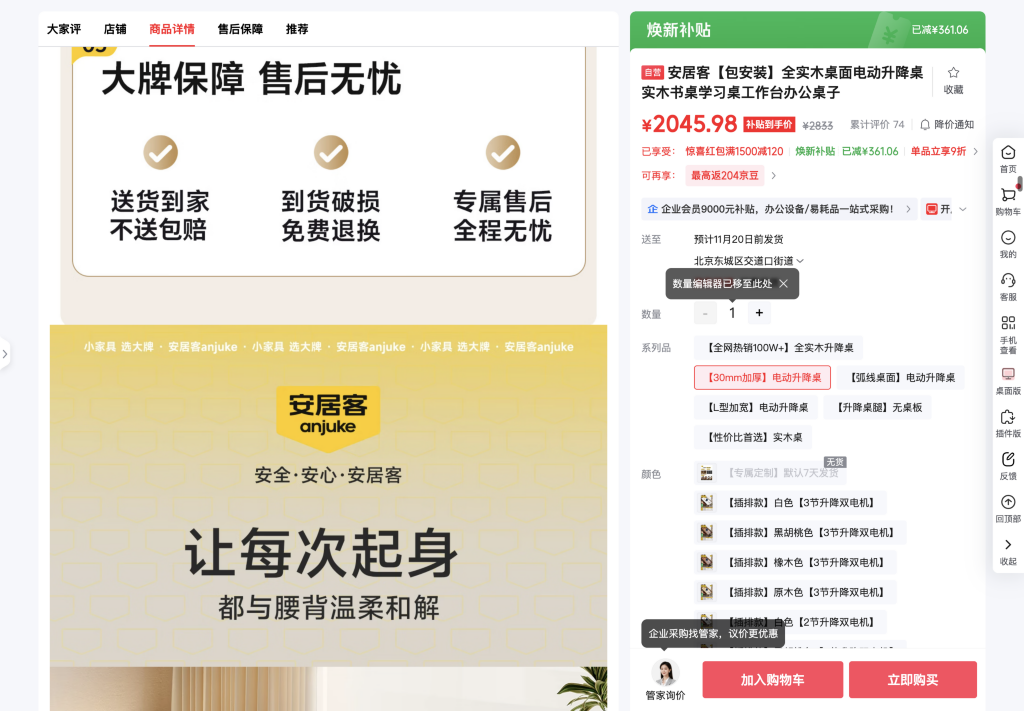 大家评
店铺
商品详情
售后保障
推荐
大牌保障 售后无忧
送货到家
不送包赔
到货破损
免费退换
专属售后
全程无忧
小家具 选大牌 · 安居客anjuke · 小家具 选大牌 · 安居客anjuke · 小家具 选大牌 · 安居客anjuke
安居客
anjuke
安全·安心·安居客
让每次起身
都与腰背温柔和解
焕新补贴
已减¥361.06
自营 安居客【包安装】全实木桌面电动升降桌
实木书桌学习桌工作台办公桌子
收藏
¥2045.98 补贴到手价 ¥2833 累计评价 74 降价通知
已享受: 惊喜红包满1500减120 焕新补贴 已减¥361.06 单品立享9折
可再享: 最高返204京豆
企业会员9000元补贴，办公设备/易耗品一站式采购!
开.
送至 预计11月20日前发货
北京东城区交道口街道
数量编辑器已移至此处
数量 - 1 +
系列品 【全网热销100W+】全实木升降桌
【30mm加厚】电动升降桌 【弧线桌面】电动升降桌
【L型加宽】电动升降桌 【升降桌腿】无桌板
【性价比首选】实木桌
无货
颜色 【专属定制】默认7天发货
【插排款】白色【3节升降双电机】
【插排款】黑胡桃色【3节升降双电机】
【插排款】橡木色【3节升降双电机】
【插排款】原木色【3节升降双电机】
【插排款】白色【2节升降双电机】
企业采购找管家，议价更优惠
管家询价
加入购物车
立即购买
首页
购物车
我的
客服
手机
查看
桌面版
插件版
反馈
回顶部
收起